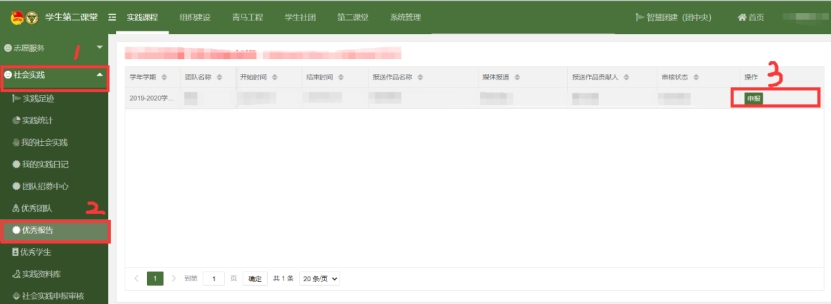 学生第二课堂 实践课程 组织建设 青马工程 学生社团 第二课堂 系统管理 智慧团建（团中央） 首页
志愿服务
1
社会实践
实践足迹
实践统计
我的社会实践
我的实践日记
团队招募中心
优秀团队
2
优秀报告
优秀学生
实践资料库
社会实践申报审核
学年学期 团队名称 开始时间 结束时间 报送作品名称 媒体报道 报送作品贡献人 审核状态 操作
3
2019-2020学... 申报
1 到第 1 页 确定 共 1 条 20 条/页